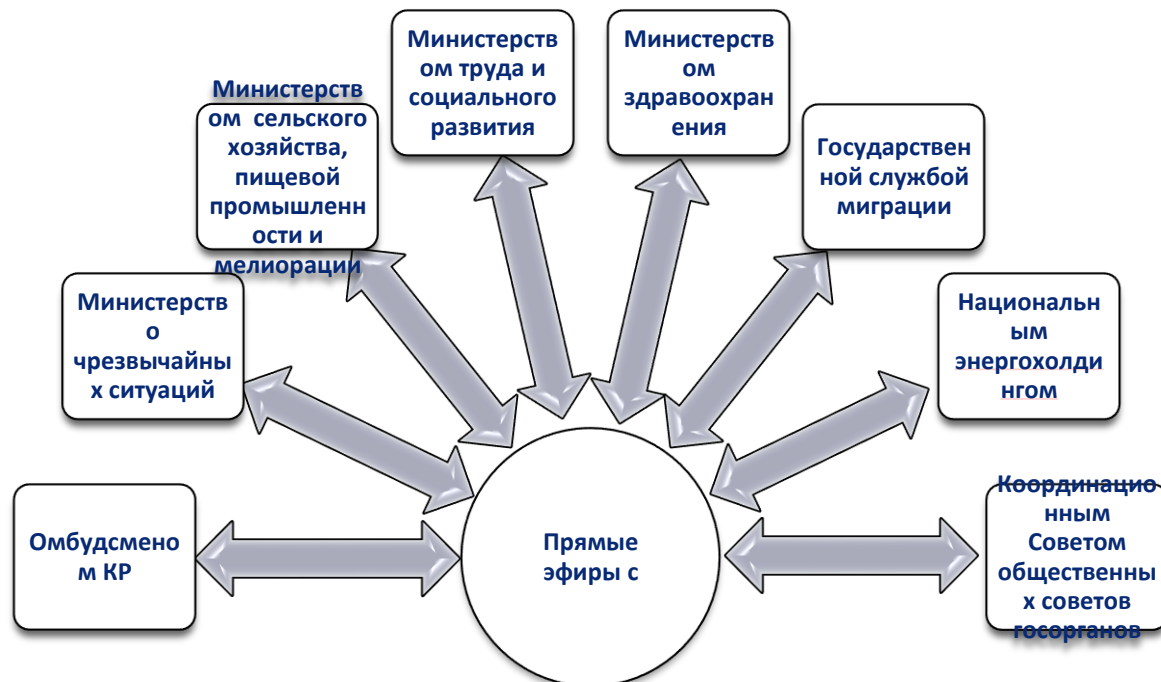 Министерств
ом труда и
социального
развития
Министерств
ом
здравоохран
ения
Министерств
ом сельского
хозяйства,
пищевой
промышленн
ости и
мелиорации
Государствен
ной службой
миграции
Министерств
о
чрезвычайны
х ситуаций
Национальн
ым
энергохолди
нгом
Омбудсмено
м КР
Прямые
эфиры с
Координацио
нным
Советом
общественны
х советов
госорганов